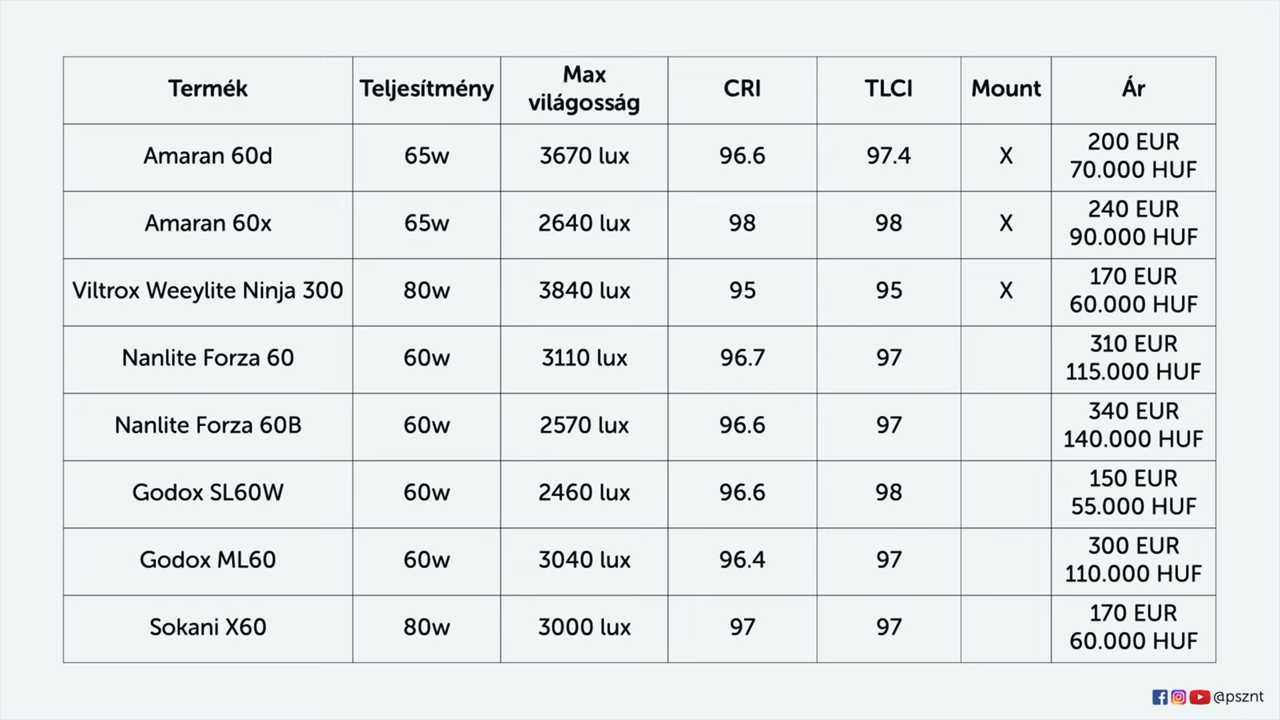 Termék Teljesítmény Max világosság CRI TLCI Mount Ár
Amaran 60d 65w 3670 lux 96.6 97.4 X 200 EUR 70.000 HUF
Amaran 60x 65w 2640 lux 98 98 X 240 EUR 90.000 HUF
Viltrox Weeylite Ninja 300 80w 3840 lux 95 95 X 170 EUR 60.000 HUF
Nanlite Forza 60 60w 3110 lux 96.7 97 310 EUR 115.000 HUF
Nanlite Forza 60B 60w 2570 lux 96.6 97 340 EUR 140.000 HUF
Godox SL60W 60w 2460 lux 96.6 98 150 EUR 55.000 HUF
Godox ML60 60w 3040 lux 96.4 97 300 EUR 110.000 HUF
Sokani X60 80w 3000 lux 97 97 170 EUR 60.000 HUF
@psznt